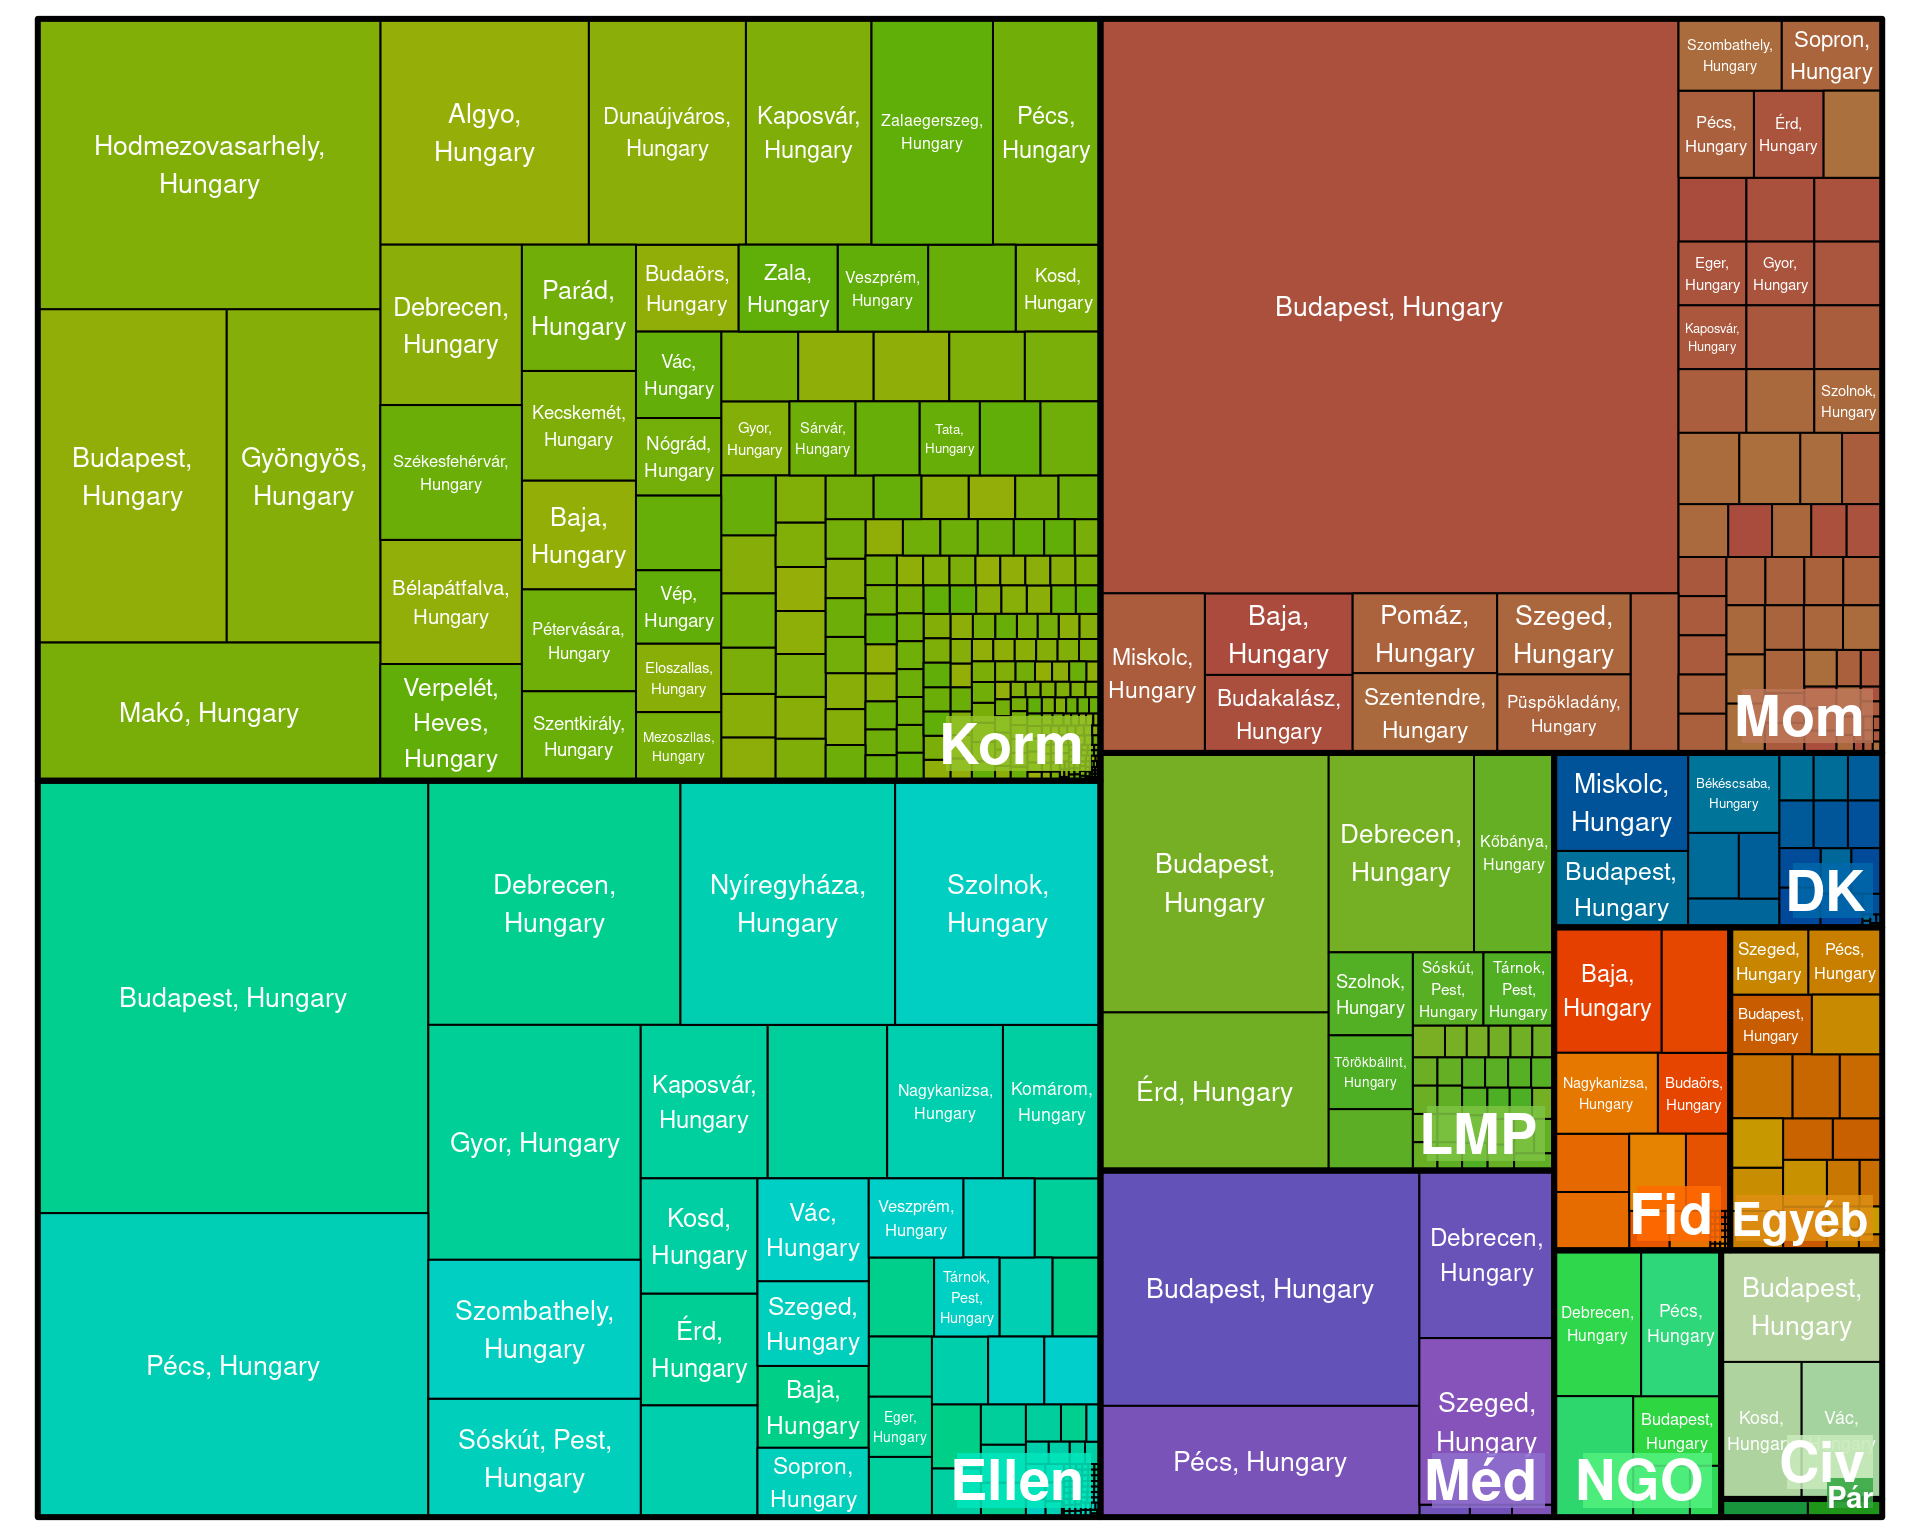 Hodmezovasarhely,
Hungary
Algyo,
Hungary
Dunaújváros,
Hungary
Kaposvár,
Hungary
Zalaegerszeg,
Hungary
Pécs,
Hungary
Budapest,
Hungary
Gyöngyös,
Hungary
Makó, Hungary
Debrecen,
Hungary
Székesfehérvár,
Hungary
Bélapátfalva,
Hungary
Verpelét,
Heves,
Hungary
Parád,
Hungary
Kecskemét,
Hungary
Baja,
Hungary
Pétervására,
Hungary
Szentkirály,
Hungary
Budaörs,
Hungary
Zala,
Hungary
Veszprém,
Hungary
Kosd,
Hungary
Vác,
Hungary
Nógrád,
Hungary
Vép,
Hungary
Eloszallas,
Hungary
Mezoszilas,
Hungary
Gyor,
Hungary
Sárvár,
Hungary
Tata,
Hungary
Korm
Budapest, Hungary
Miskolc,
Hungary
Baja,
Hungary
Budakalász,
Hungary
Pomáz,
Hungary
Szentendre,
Hungary
Szeged,
Hungary
Püspökladány,
Hungary
Szombathely,
Hungary
Sopron,
Hungary
Pécs,
Hungary
Érd,
Hungary
Eger,
Hungary
Gyor,
Hungary
Kaposvár,
Hungary
Szolnok,
Hungary
Mom
Budapest, Hungary
Pécs, Hungary
Debrecen,
Hungary
Nyíregyháza,
Hungary
Szolnok,
Hungary
Gyor, Hungary
Szombathely,
Hungary
Sóskút, Pest,
Hungary
Kaposvár,
Hungary
Nagykanizsa,
Hungary
Komárom,
Hungary
Kosd,
Hungary
Érd,
Hungary
Vác,
Hungary
Szeged,
Hungary
Baja,
Hungary
Sopron,
Hungary
Veszprém,
Hungary
Tárnok,
Pest,
Hungary
Eger,
Hungary
Ellen
Budapest,
Hungary
Érd, Hungary
Debrecen,
Hungary
Kőbánya,
Hungary
Szolnok,
Hungary
Sóskút,
Pest,
Hungary
Tárnok,
Pest,
Hungary
Törökbálint,
Hungary
LMP
Budapest, Hungary
Pécs, Hungary
Debrecen,
Hungary
Szeged,
Hungary
Méd
Miskolc,
Hungary
Budapest,
Hungary
Békéscsaba,
Hungary
DK
Baja,
Hungary
Nagykanizsa,
Hungary
Budaörs,
Hungary
Fid
Szeged,
Hungary
Pécs,
Hungary
Budapest,
Hungary
Egyéb
Debrecen,
Hungary
Pécs,
Hungary
Budapest,
Hungary
NGO
Budapest,
Hungary
Kosd,
Hungary
Vác,
Hungary
Civ
Pár